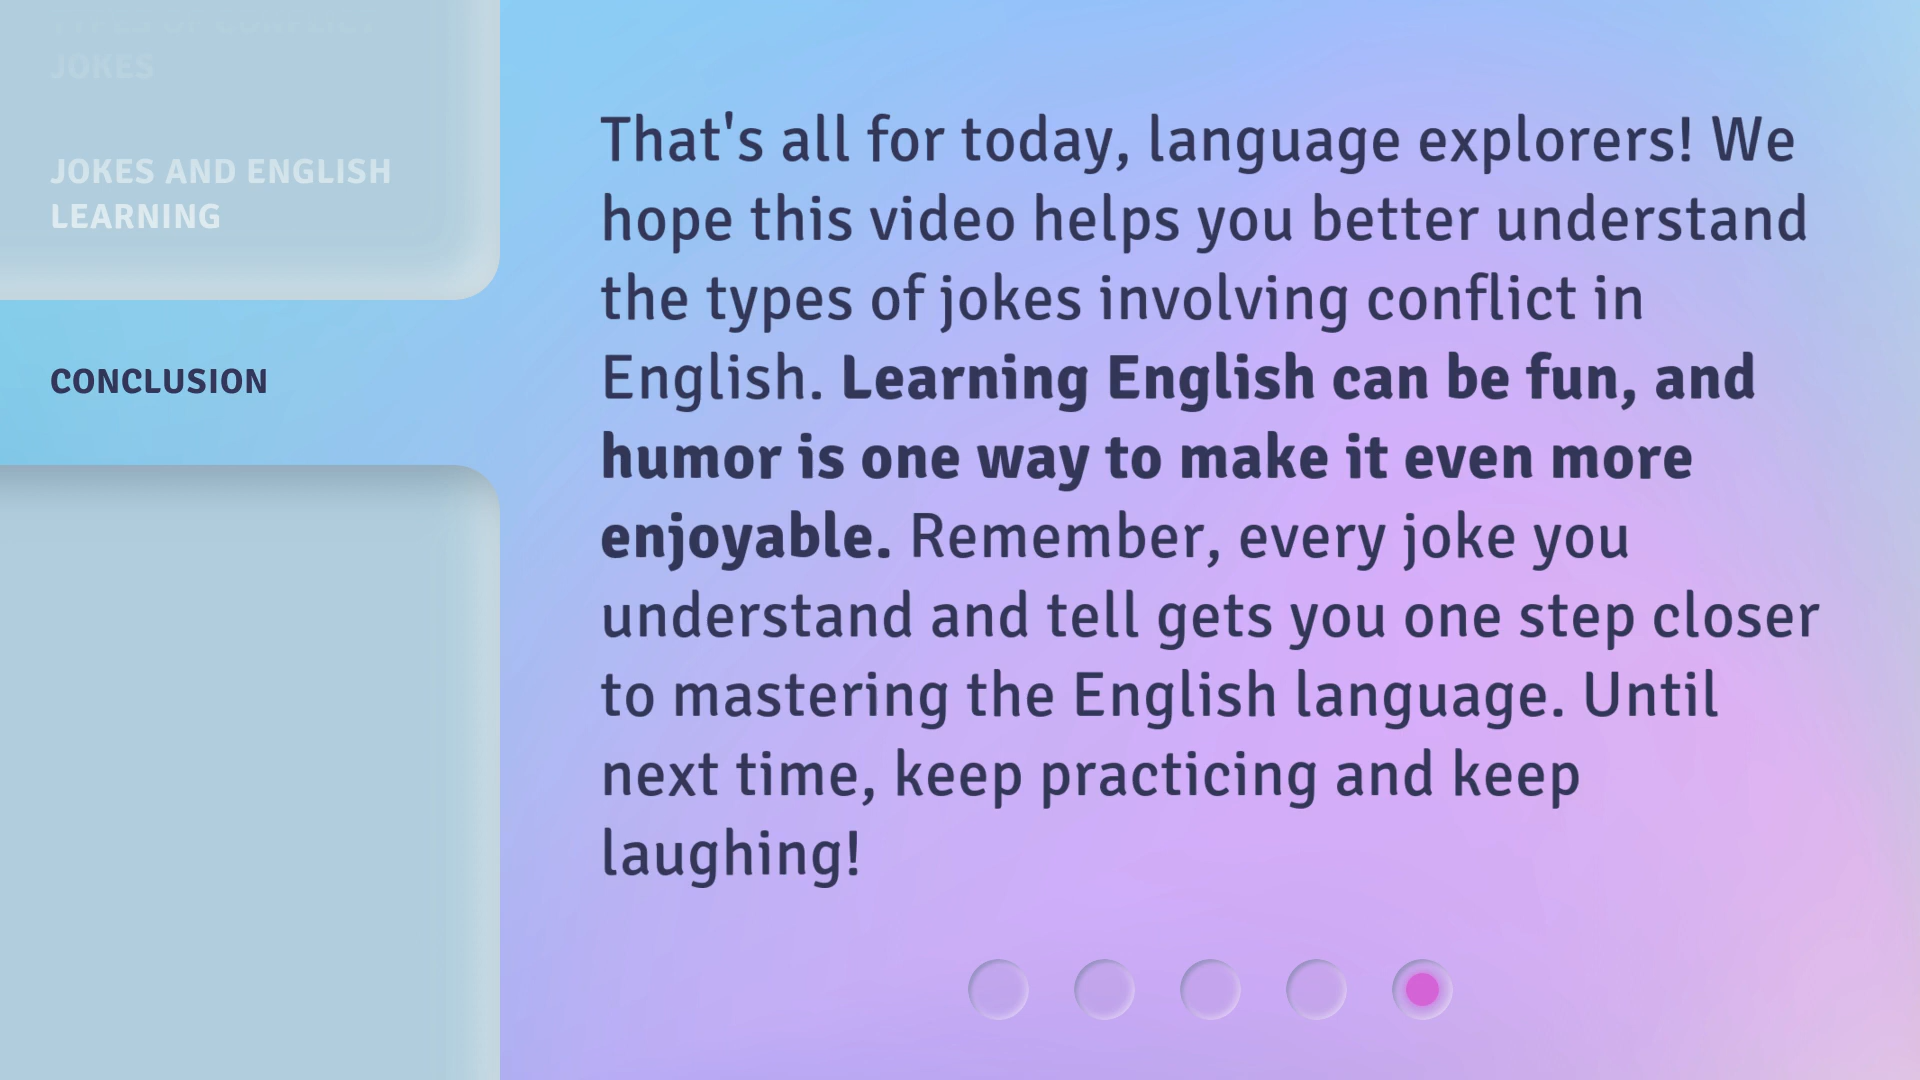 TYPES OF CONFLICT
JOKES
JOKES AND ENGLISH
LEARNING
CONCLUSION
That's all for today, language explorers! We
hope this video helps you better understand
the types of jokes involving conflict in
English. Learning English can be fun, and
humor is one way to make it even more
enjoyable. Remember, every joke you
understand and tell gets you one step closer
to mastering the English language. Until
next time, keep practicing and keep
laughing!